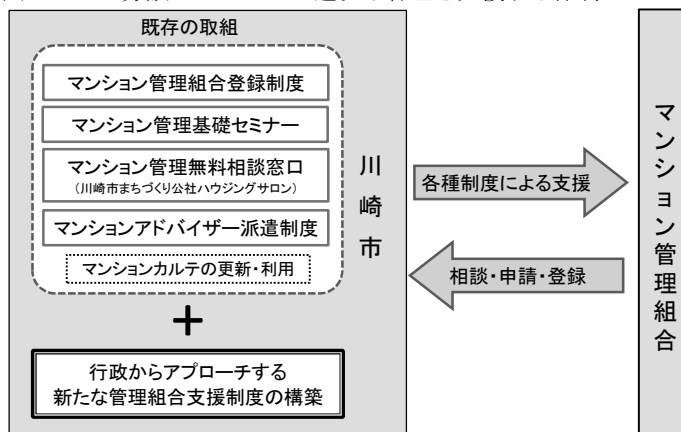 既存の取組
マンション管理組合登録制度
マンション管理基礎セミナー
マンション管理無料相談窓口
(川崎市まちづくり公社ハウジングサロン)
マンションアドバイザー派遣制度
マンションカルテの更新・利用
+
行政からアプローチする
新たな管理組合支援制度の構築
川崎市
各種制度による支援
相談・申請・登録
マンション管理組合